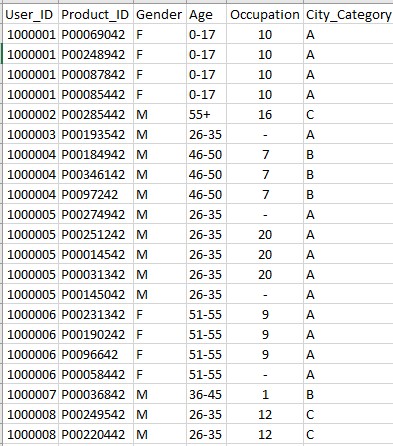 User_ID Product_ID Gender Age Occupation City_Category
1000001 P00069042 F 0-17 10 A
1000001 P00248942 F 0-17 10 A
1000001 P00087842 F 0-17 10 A
1000001 P00085442 F 0-17 10 A
1000002 P00285442 M 55+ 16 C
1000003 P00193542 M 26-35 - A
1000004 P00184942 M 46-50 7 B
1000004 P00346142 M 46-50 7 B
1000004 P0097242 M 46-50 7 B
1000005 P00274942 M 26-35 - A
1000005 P00251242 M 26-35 20 A
1000005 P00014542 M 26-35 20 A
1000005 P00031342 M 26-35 20 A
1000005 P00145042 M 26-35 - A
1000006 P00231342 F 51-55 9 A
1000006 P00190242 F 51-55 9 A
1000006 P0096642 F 51-55 9 A
1000006 P00058442 F 51-55 - A
1000007 P00036842 M 36-45 1 B
1000008 P00249542 M 26-35 12 C
1000008 P00220442 M 26-35 12 C